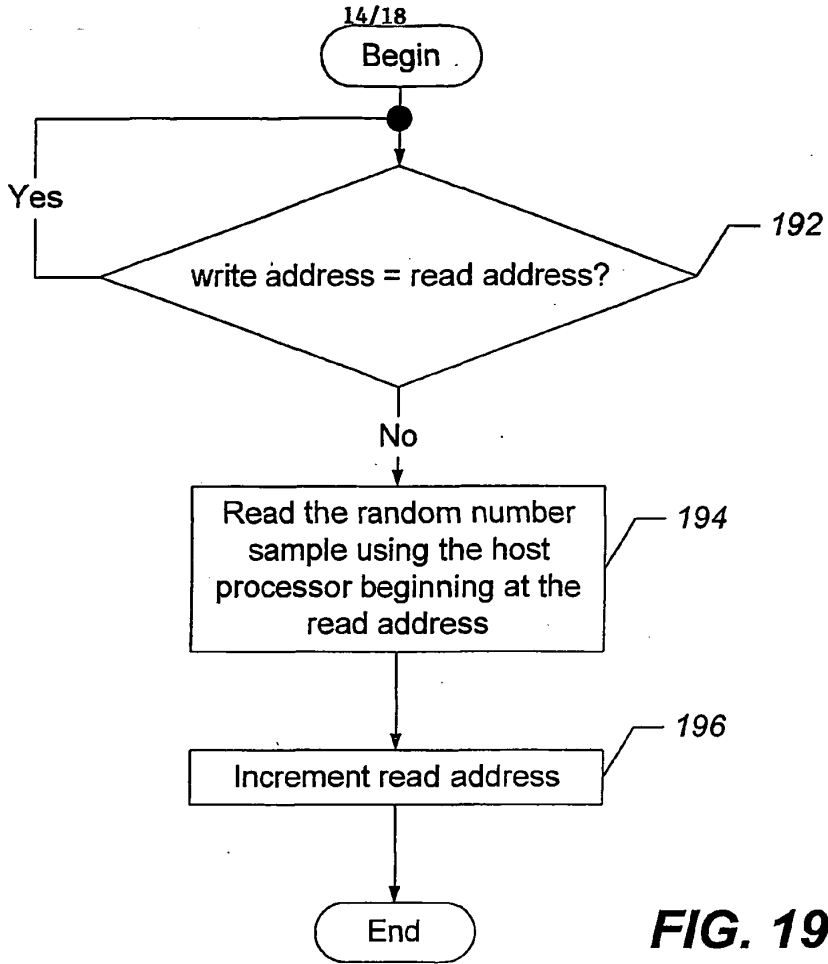 14/18
Begin
Yes
192
write address = read address?
No
Read the random number
sample using the host
processor beginning at the
read address
194
196
Increment read address
End
FIG. 19